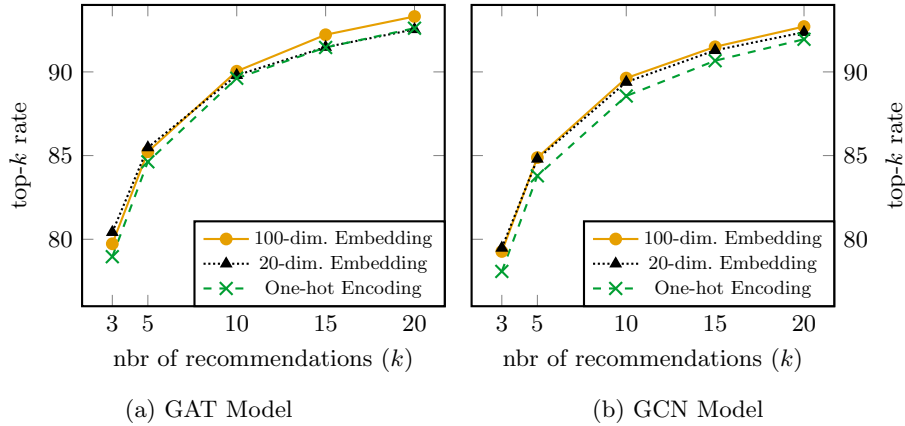 90
85
80
top-k rate
100-dim. Embedding
20-dim. Embedding
One-hot Encoding
3 5 10 15 20
nbr of recommendations (k)
(a) GAT Model
100-dim. Embedding
20-dim. Embedding
One-hot Encoding
3 5 10 15 20
nbr of recommendations (k)
90
85
80
top-k rate
(b) GCN Model